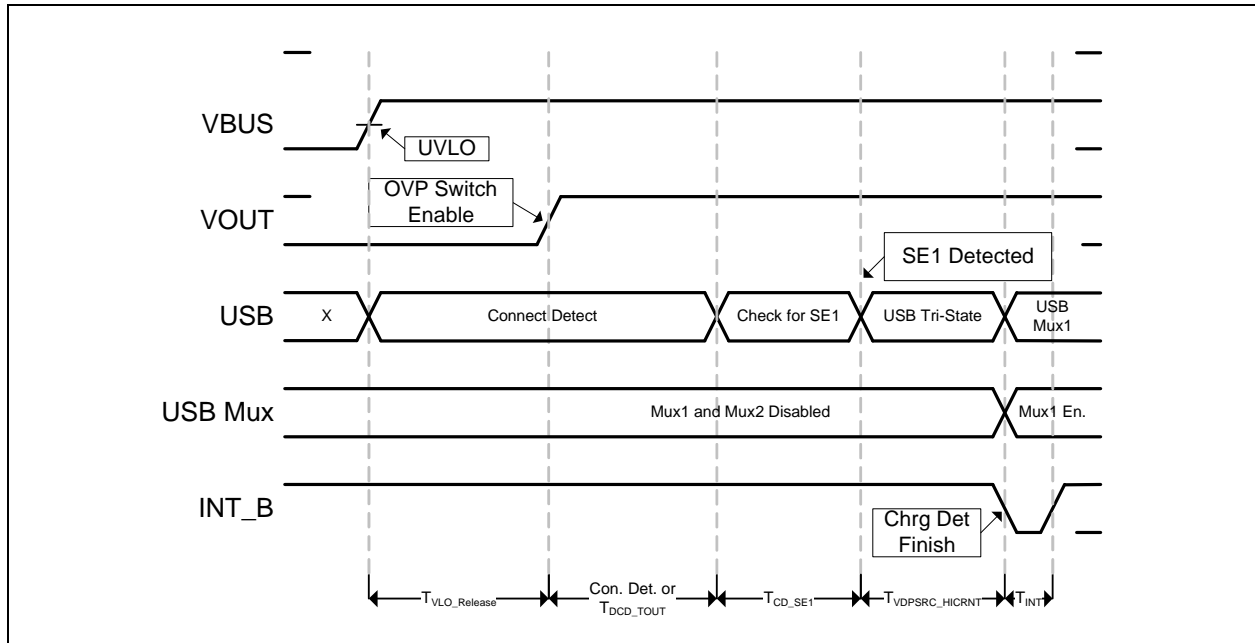 VBUS
UVLO
OVP Switch
Enable
VOUT
SE1 Detected
USB
X
Connect Detect
Check for SE1
USB Tri-State
USB
Mux1
USB Mux
Mux1 and Mux2 Disabled
Mux1 En.
INT_B
Chrg Det
Finish
TVLO_Release
Con. Det. or
TDCD_TOUT
TCD_SE1
TVDPSRC_HICRNT
TINT